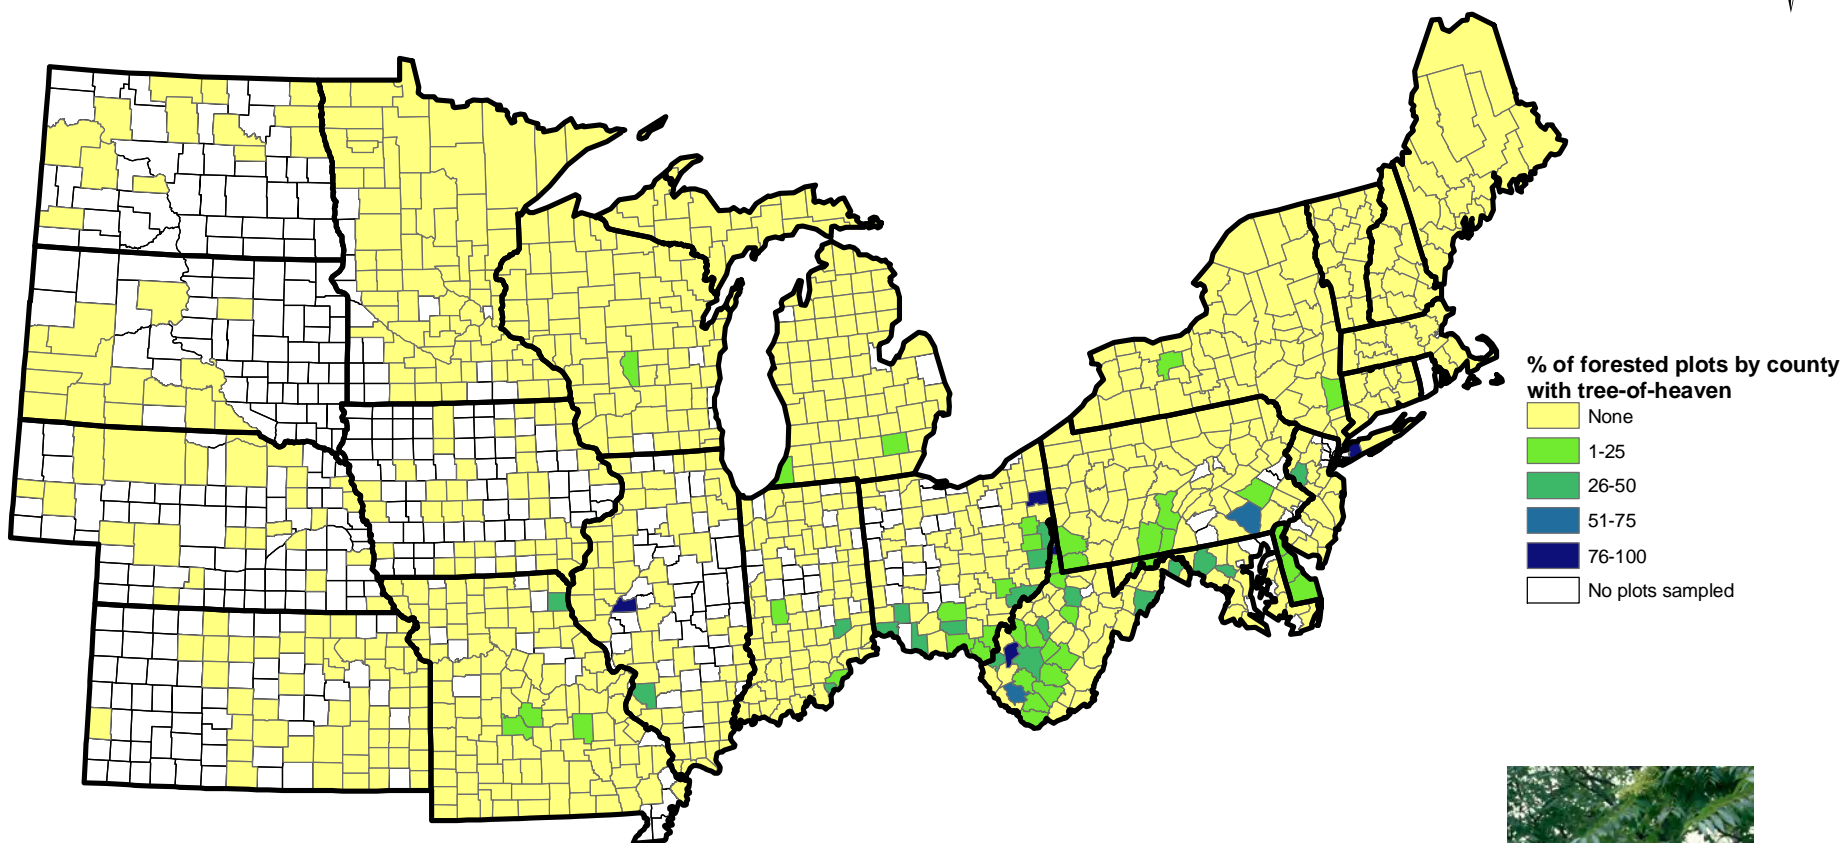 % of forested plots by county
with tree-of-heaven
None
1-25
26-50
51-75
76-100
No plots sampled